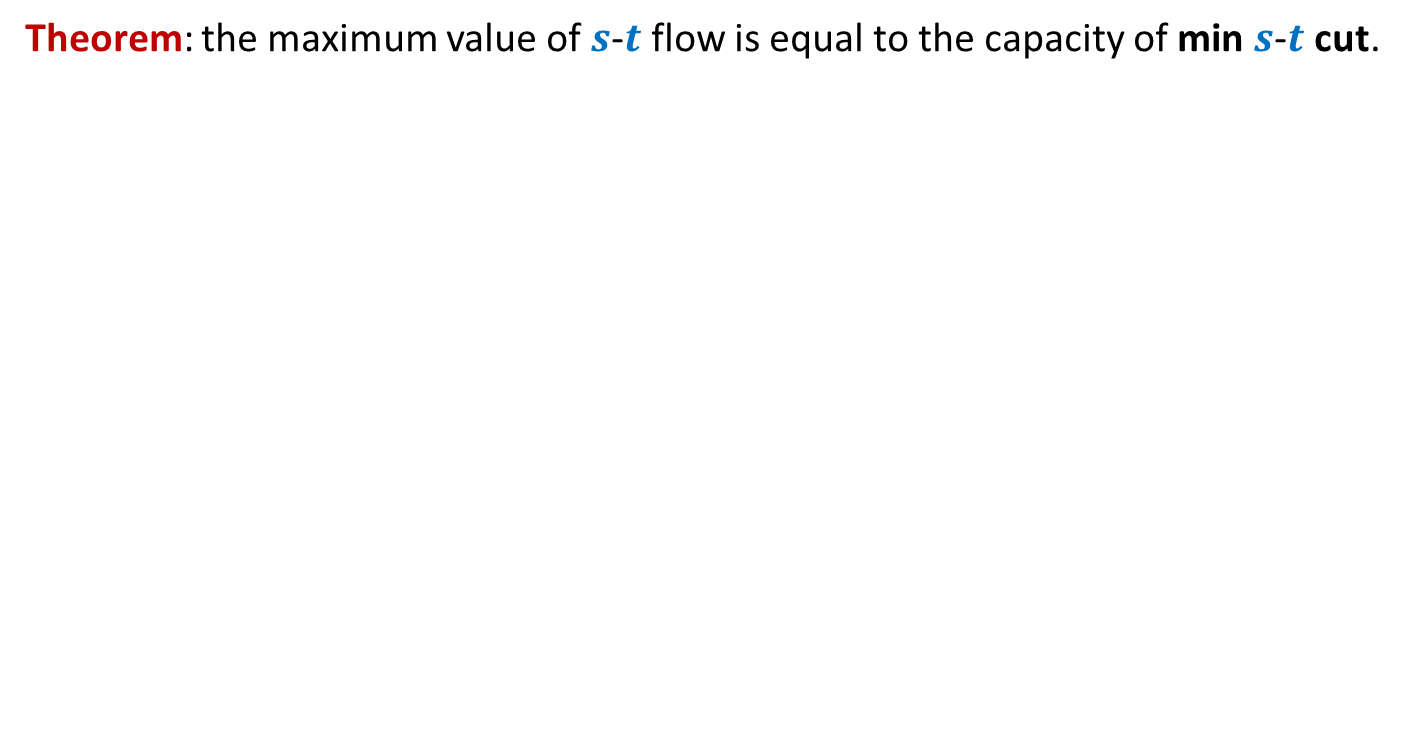 Theorem: the maximum value of s-t flow is equal to the capacity of min s-t cut.